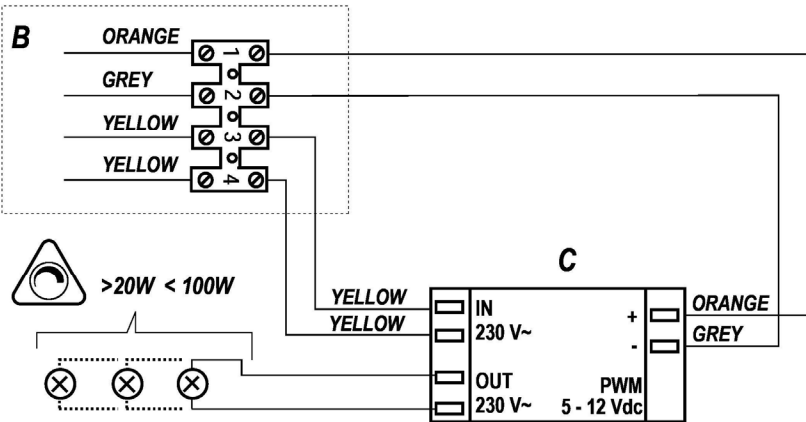 B
ORANGE
GREY
YELLOW
YELLOW
1
2
3
4
>20W < 100W
C
YELLOW
YELLOW
IN
230 V~
OUT
230 V~
+
-
PWM
5 - 12 Vdc
ORANGE
GREY